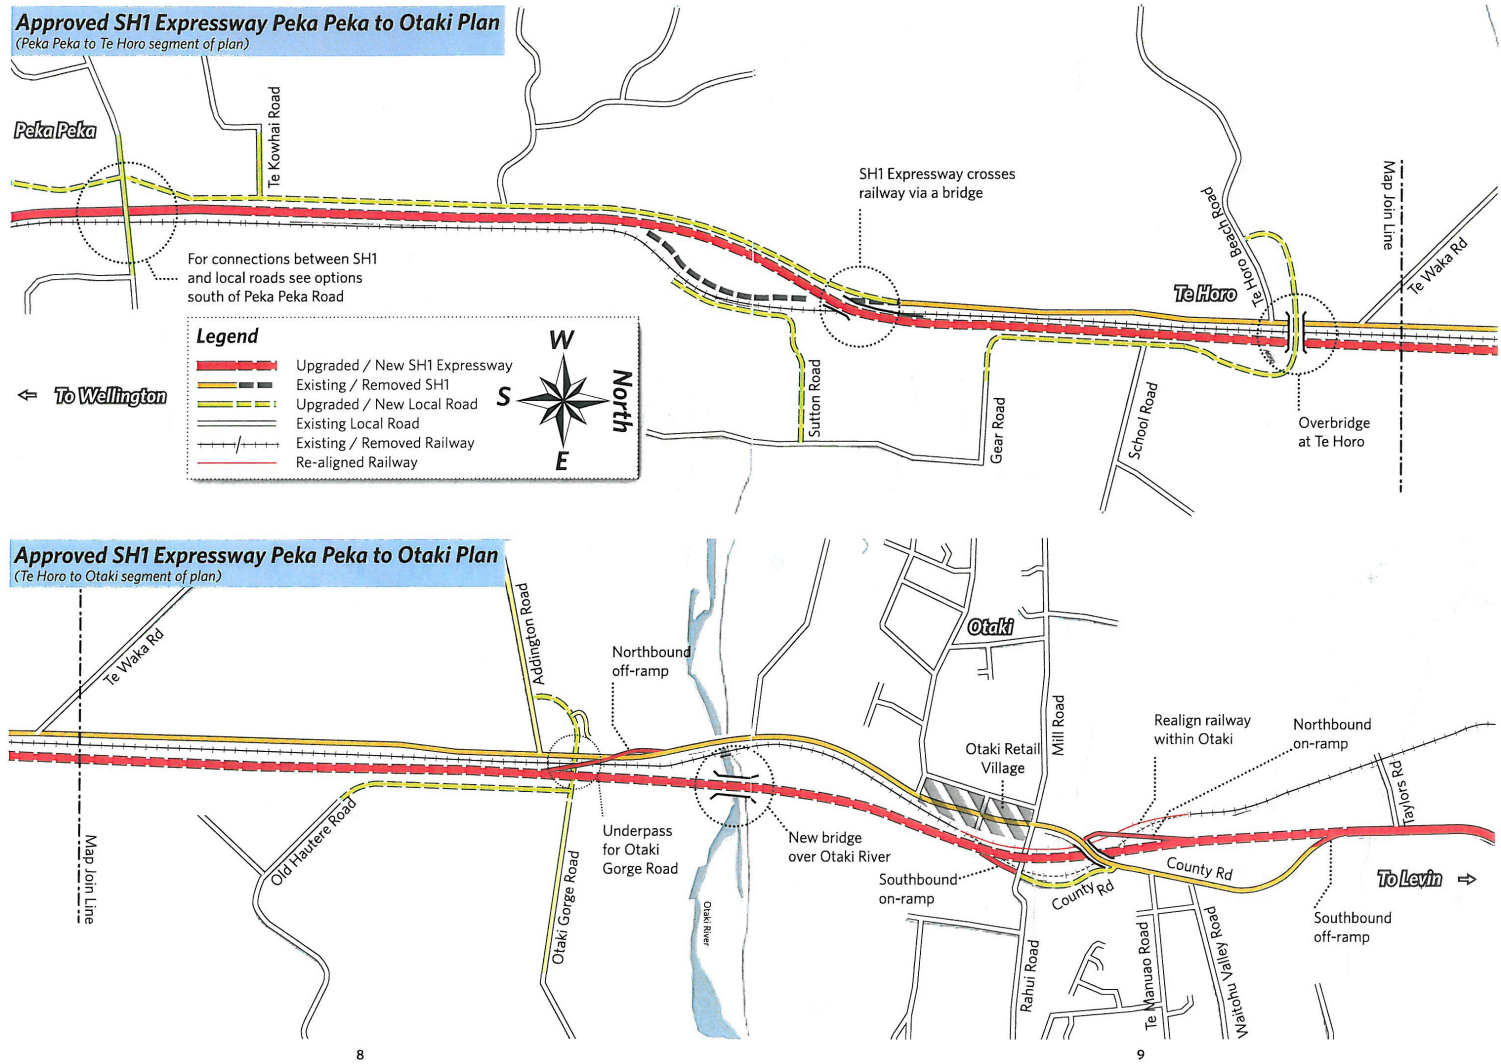 Approved SH1 Expressway Peka Peka to Otaki Plan
(Peka Peka to Te Horo segment of plan)
Peka Peka
Te Kowhai Road
SH1 Expressway crosses
railway via a bridge
Te Horo Beach Road
Map Join Line
Te Waka Rd
Te Horo
For connections between SH1
and local roads see options
south of Peka Peka Road
Legend
Upgraded / New SH1 Expressway
Existing / Removed SH1
Upgraded / New Local Road
Existing Local Road
Existing / Removed Railway
Re-aligned Railway
W
S
North
E
To Wellington
Sutton Road
Gear Road
School Road
Overbridge
at Te Horo
Approved SH1 Expressway Peka Peka to Otaki Plan
(Te Horo to Otaki segment of plan)
Te Waka Rd
Addington Road
Northbound
off-ramp
Otaki
Mill Road
Otaki Retail
Village
Realign railway
within Otaki
Northbound
on-ramp
Taylors Rd
Map Join Line
Old Hautere Road
Otaki Gorge Road
Underpass
for Otaki
Gorge Road
Otaki River
New bridge
over Otaki River
Southbound
on-ramp
County Rd
County Rd
To Levin
Southbound
off-ramp
Rahui Road
Te Manuao Road
Waitohu Valley Road
8
9